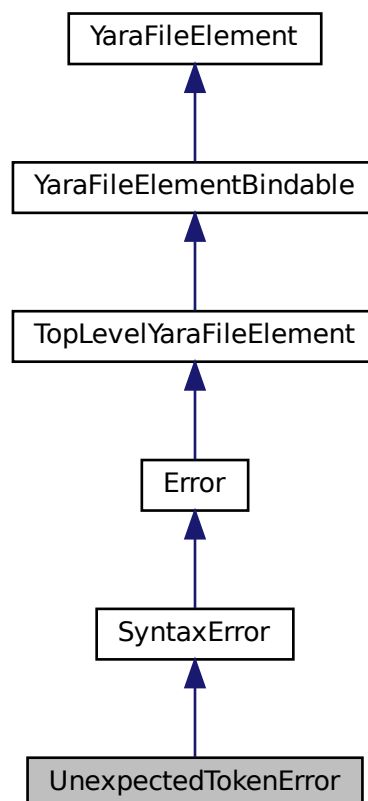 YaraFileElement
YaraFileElementBindable
TopLevelYaraFileElement
Error
SyntaxError
UnexpectedTokenError